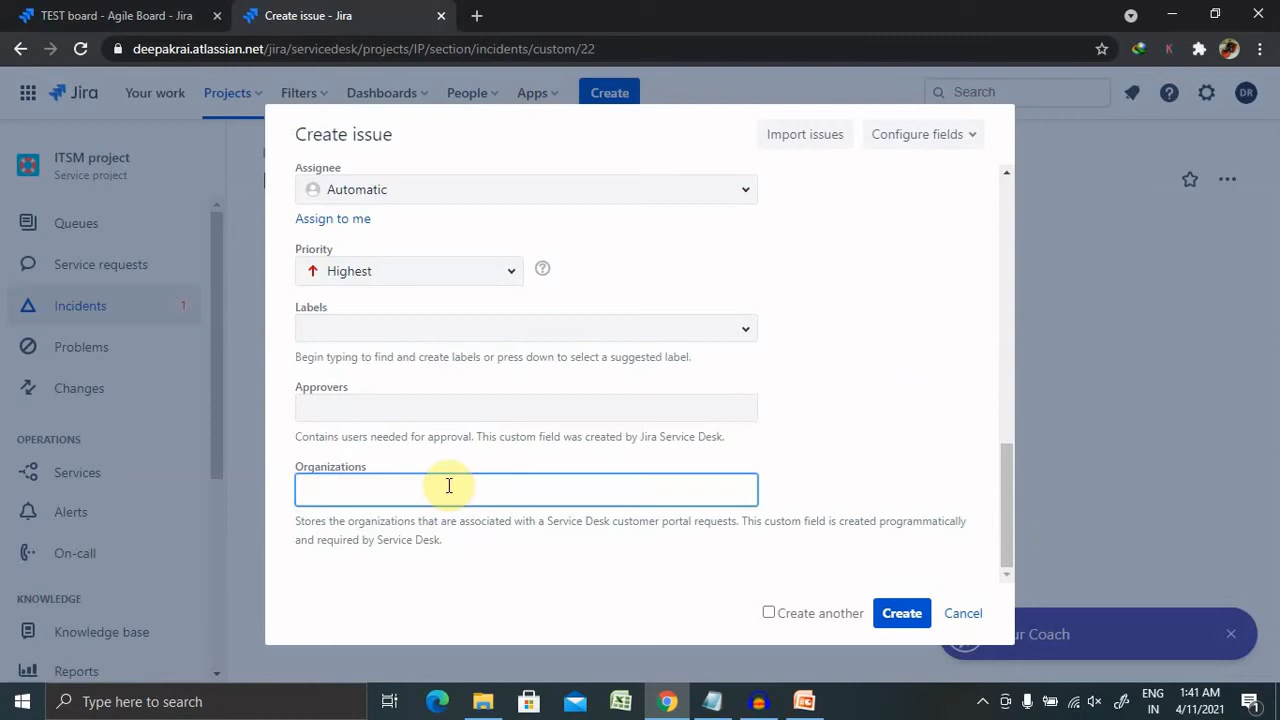 TEST board - Agile Board - Jira
Create issue - Jira
deepakrai.atlassian.net/jira/servicedesk/projects/IP/section/incidents/custom/22
K
Jira
Your work
Projects
Filters
Dashboards
People
Apps
Create
Search
DR
ITSM project
Service project
Queues
Service requests
Incidents
1
Problems
Changes
OPERATIONS
Services
Alerts
On-call
KNOWLEDGE
Knowledge base
Reports
Create issue
Import issues
Configure fields
Assignee
Automatic
Assign to me
Priority
Highest
Labels
Begin typing to find and create labels or press down to select a suggested label.
Approvers
Contains users needed for approval. This custom field was created by Jira Service Desk.
Organizations
Stores the organizations that are associated with a Service Desk customer portal requests. This custom field is created programmatically
and required by Service Desk.
Create another
Create
Cancel
Coach
Type here to search
ENG
IN
1:41 AM
4/11/2021
1